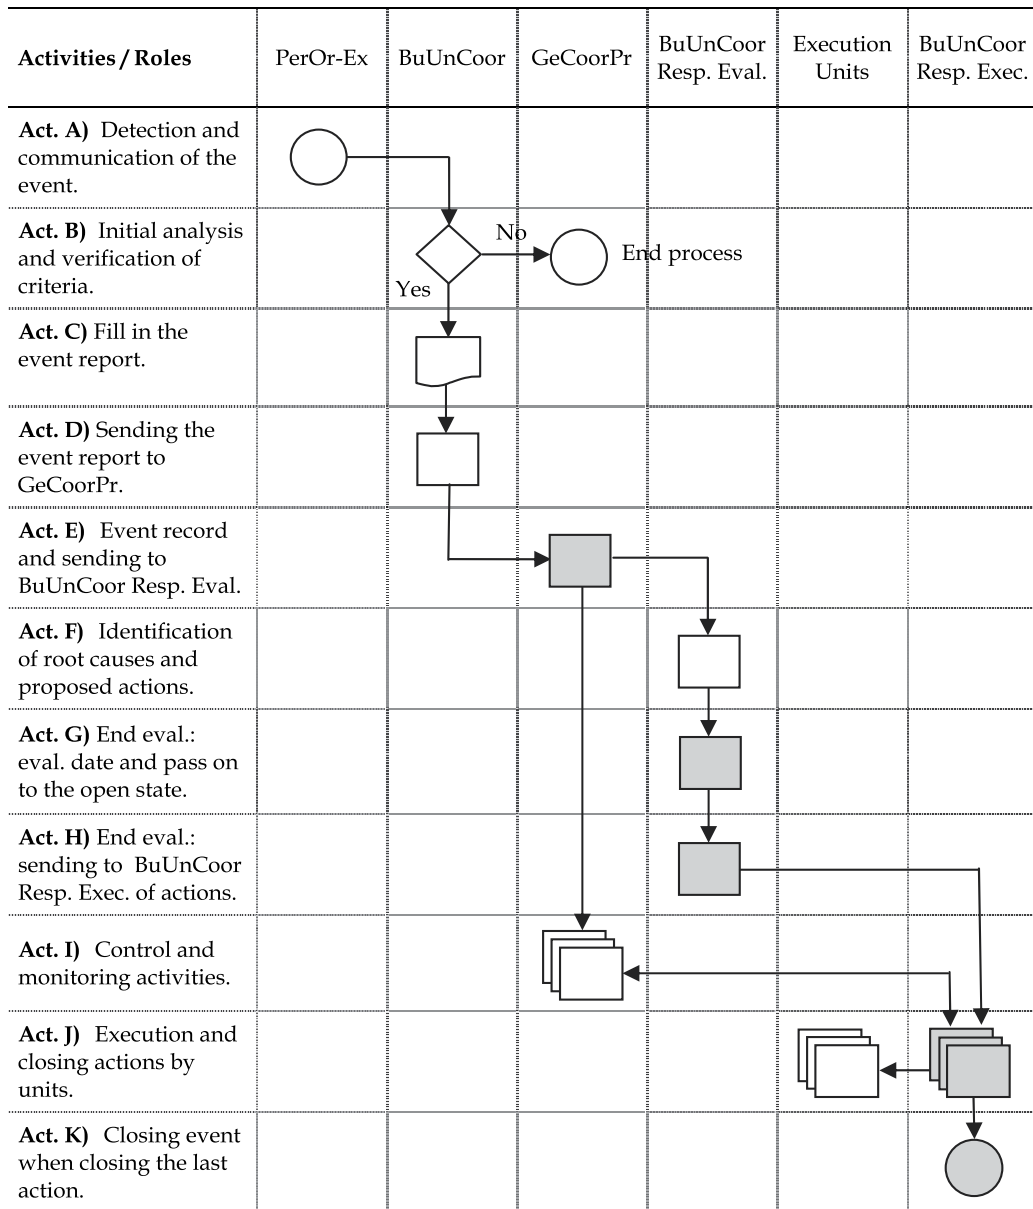 Activities / Roles
PerOr-Ex
BuUnCoor
GeCoorPr
BuUnCoor
Resp. Eval.
Execution
Units
BuUnCoor
Resp. Exec.
Act. A) Detection and
communication of the
event.
Act. B) Initial analysis
and verification of
criteria.
No
End process
Yes
Act. C) Fill in the
event report.
Act. D) Sending the
event report to
GeCoorPr.
Act. E) Event record
and sending to
BuUnCoor Resp. Eval.
Act. F) Identification
of root causes and
proposed actions.
Act. G) End eval.:
eval. date and pass on
to the open state.
Act. H) End eval.:
sending to BuUnCoor
Resp. Exec. of actions.
Act. I) Control and
monitoring activities.
Act. J) Execution and
closing actions by
units.
Act. K) Closing event
when closing the last
action.